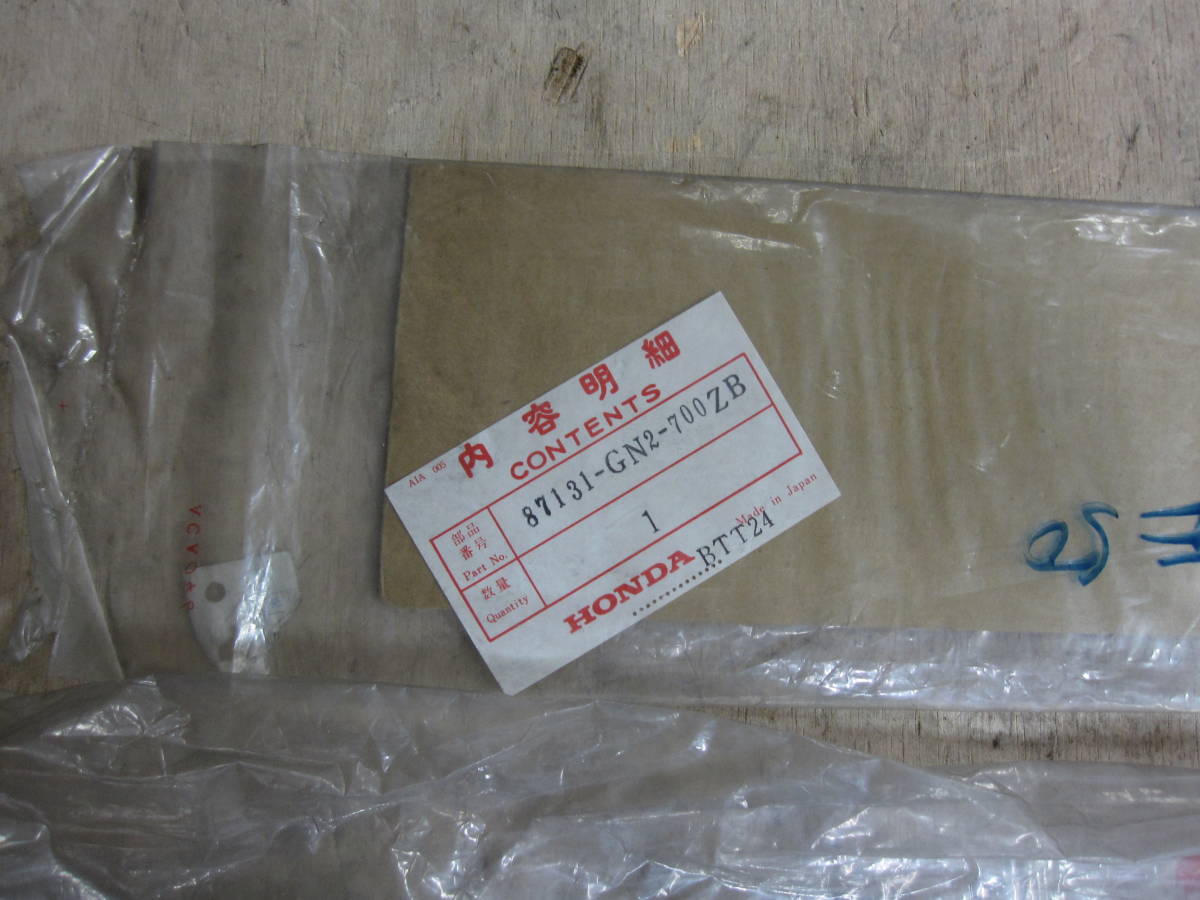 AIA 005
内容明細
CONTENTS
部品番号
Part No.
87131-GN2-700ZB
数量
Quantity
1
Made in Japan
HONDA
BTT24